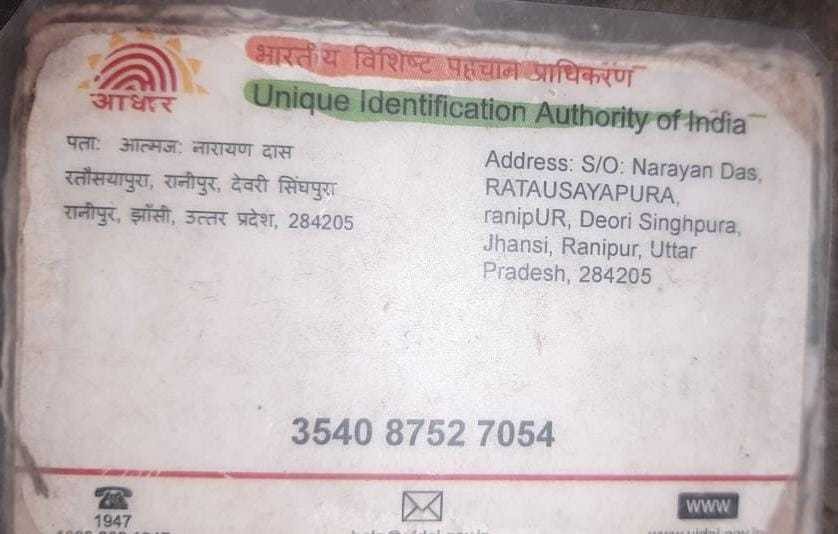 भारतीय विशिष्ट पहचान प्राधिकरण
Unique Identification Authority of India
आधार
पता: आत्मज: नारायण दास
रतौसयापुरा, रानीपुर, देवरी सिंघपुरा
रानीपुर, झाँसी, उत्तर प्रदेश, 284205
Address: S/O: Narayan Das,
RATAUSAYAPURA,
ranipUR, Deori Singhpura,
Jhansi, Ranipur, Uttar
Pradesh, 284205
3540 8752 7054
1947
WWW